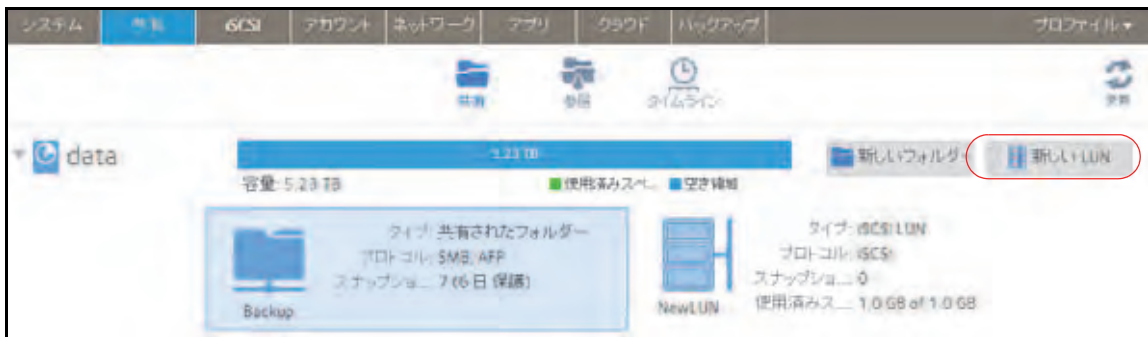 システム 共有 iSCSI アカウント ネットワーク アプリ クラウド バックアップ プロファイル
共有 参照 タイムライン 更新
data 5.23 TB 新しいフォルダー 新しい LUN
容量: 5.23 TB 使用済みスペ... 空き領域
タイプ: 共有されたフォルダー
プロトコル: SMB, AFP
スナップショ... 7 (6 日 保護)
Backup
タイプ: iSCSI LUN
プロトコル: iSCSI
スナップショ... 0
使用済みス... 1.0 GB of 1.0 GB
NewLUN